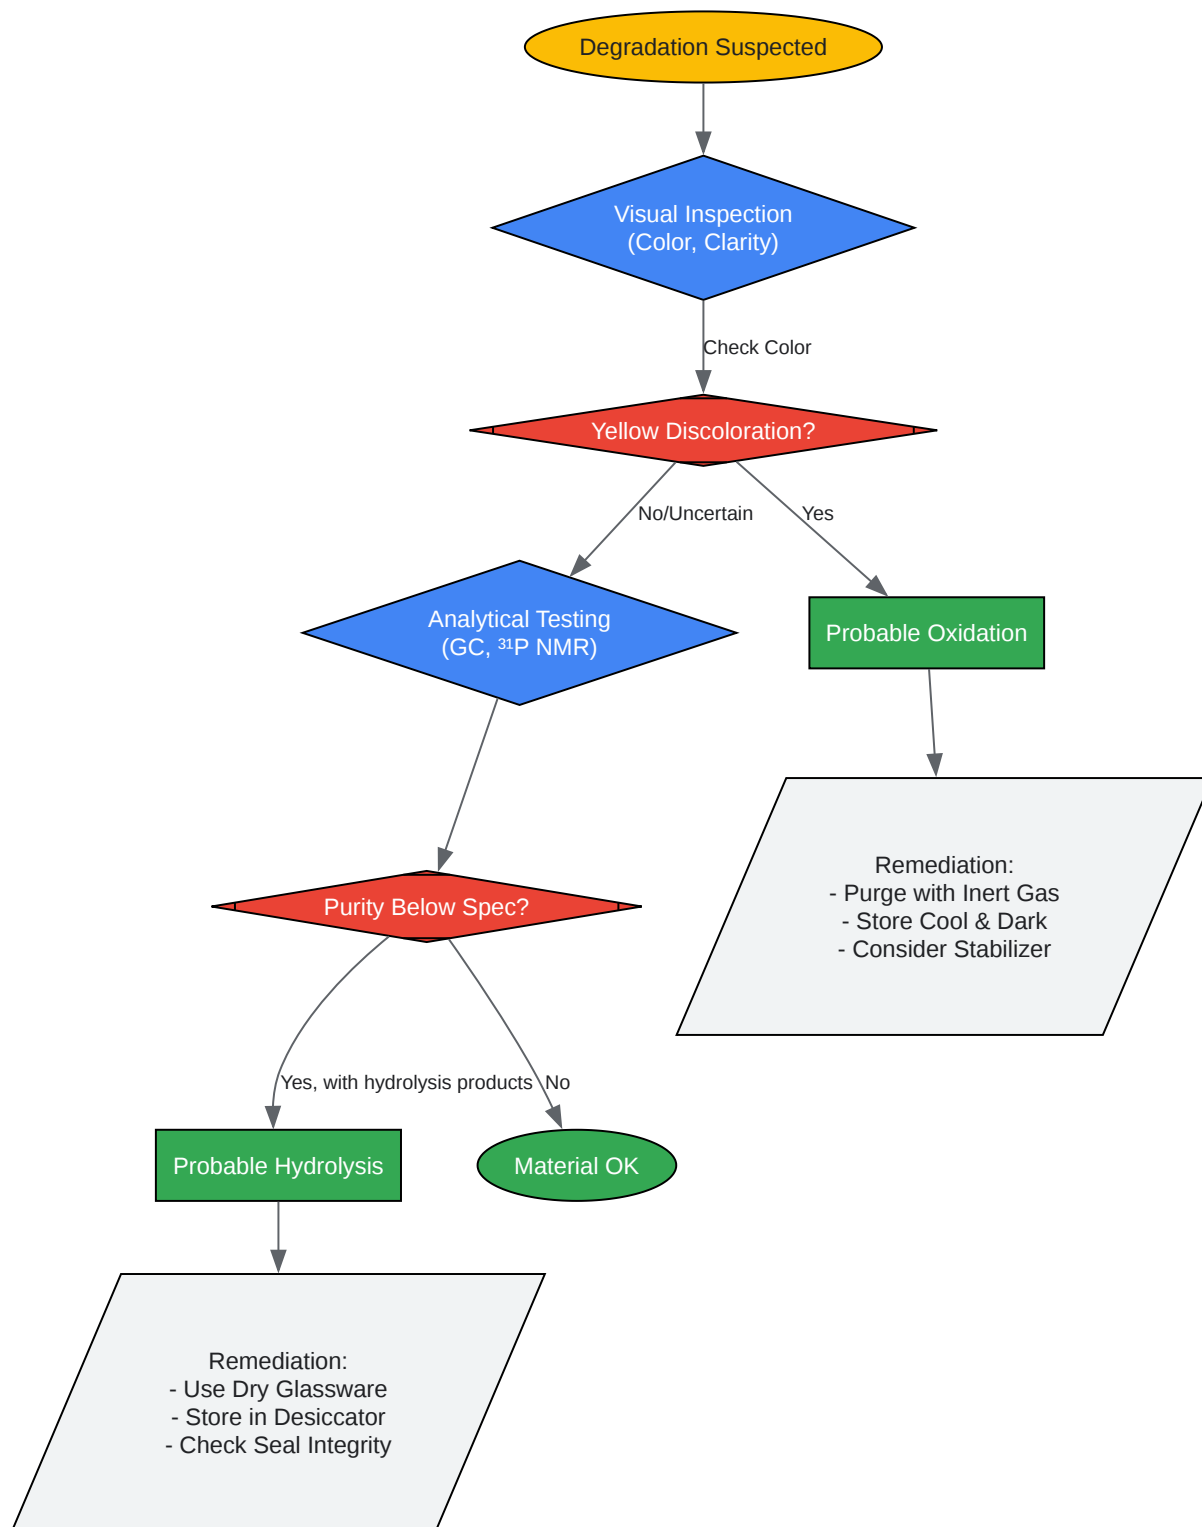 Degradation Suspected
Visual Inspection
(Color, Clarity)
Check Color
Yellow Discoloration?
No/Uncertain
Yes
Analytical Testing
(GC, ³¹P NMR)
Probable Oxidation
Remediation:
- Purge with Inert Gas
- Store Cool & Dark
- Consider Stabilizer
Purity Below Spec?
Yes, with hydrolysis products
No
Probable Hydrolysis
Material OK
Remediation:
- Use Dry Glassware
- Store in Desiccator
- Check Seal Integrity